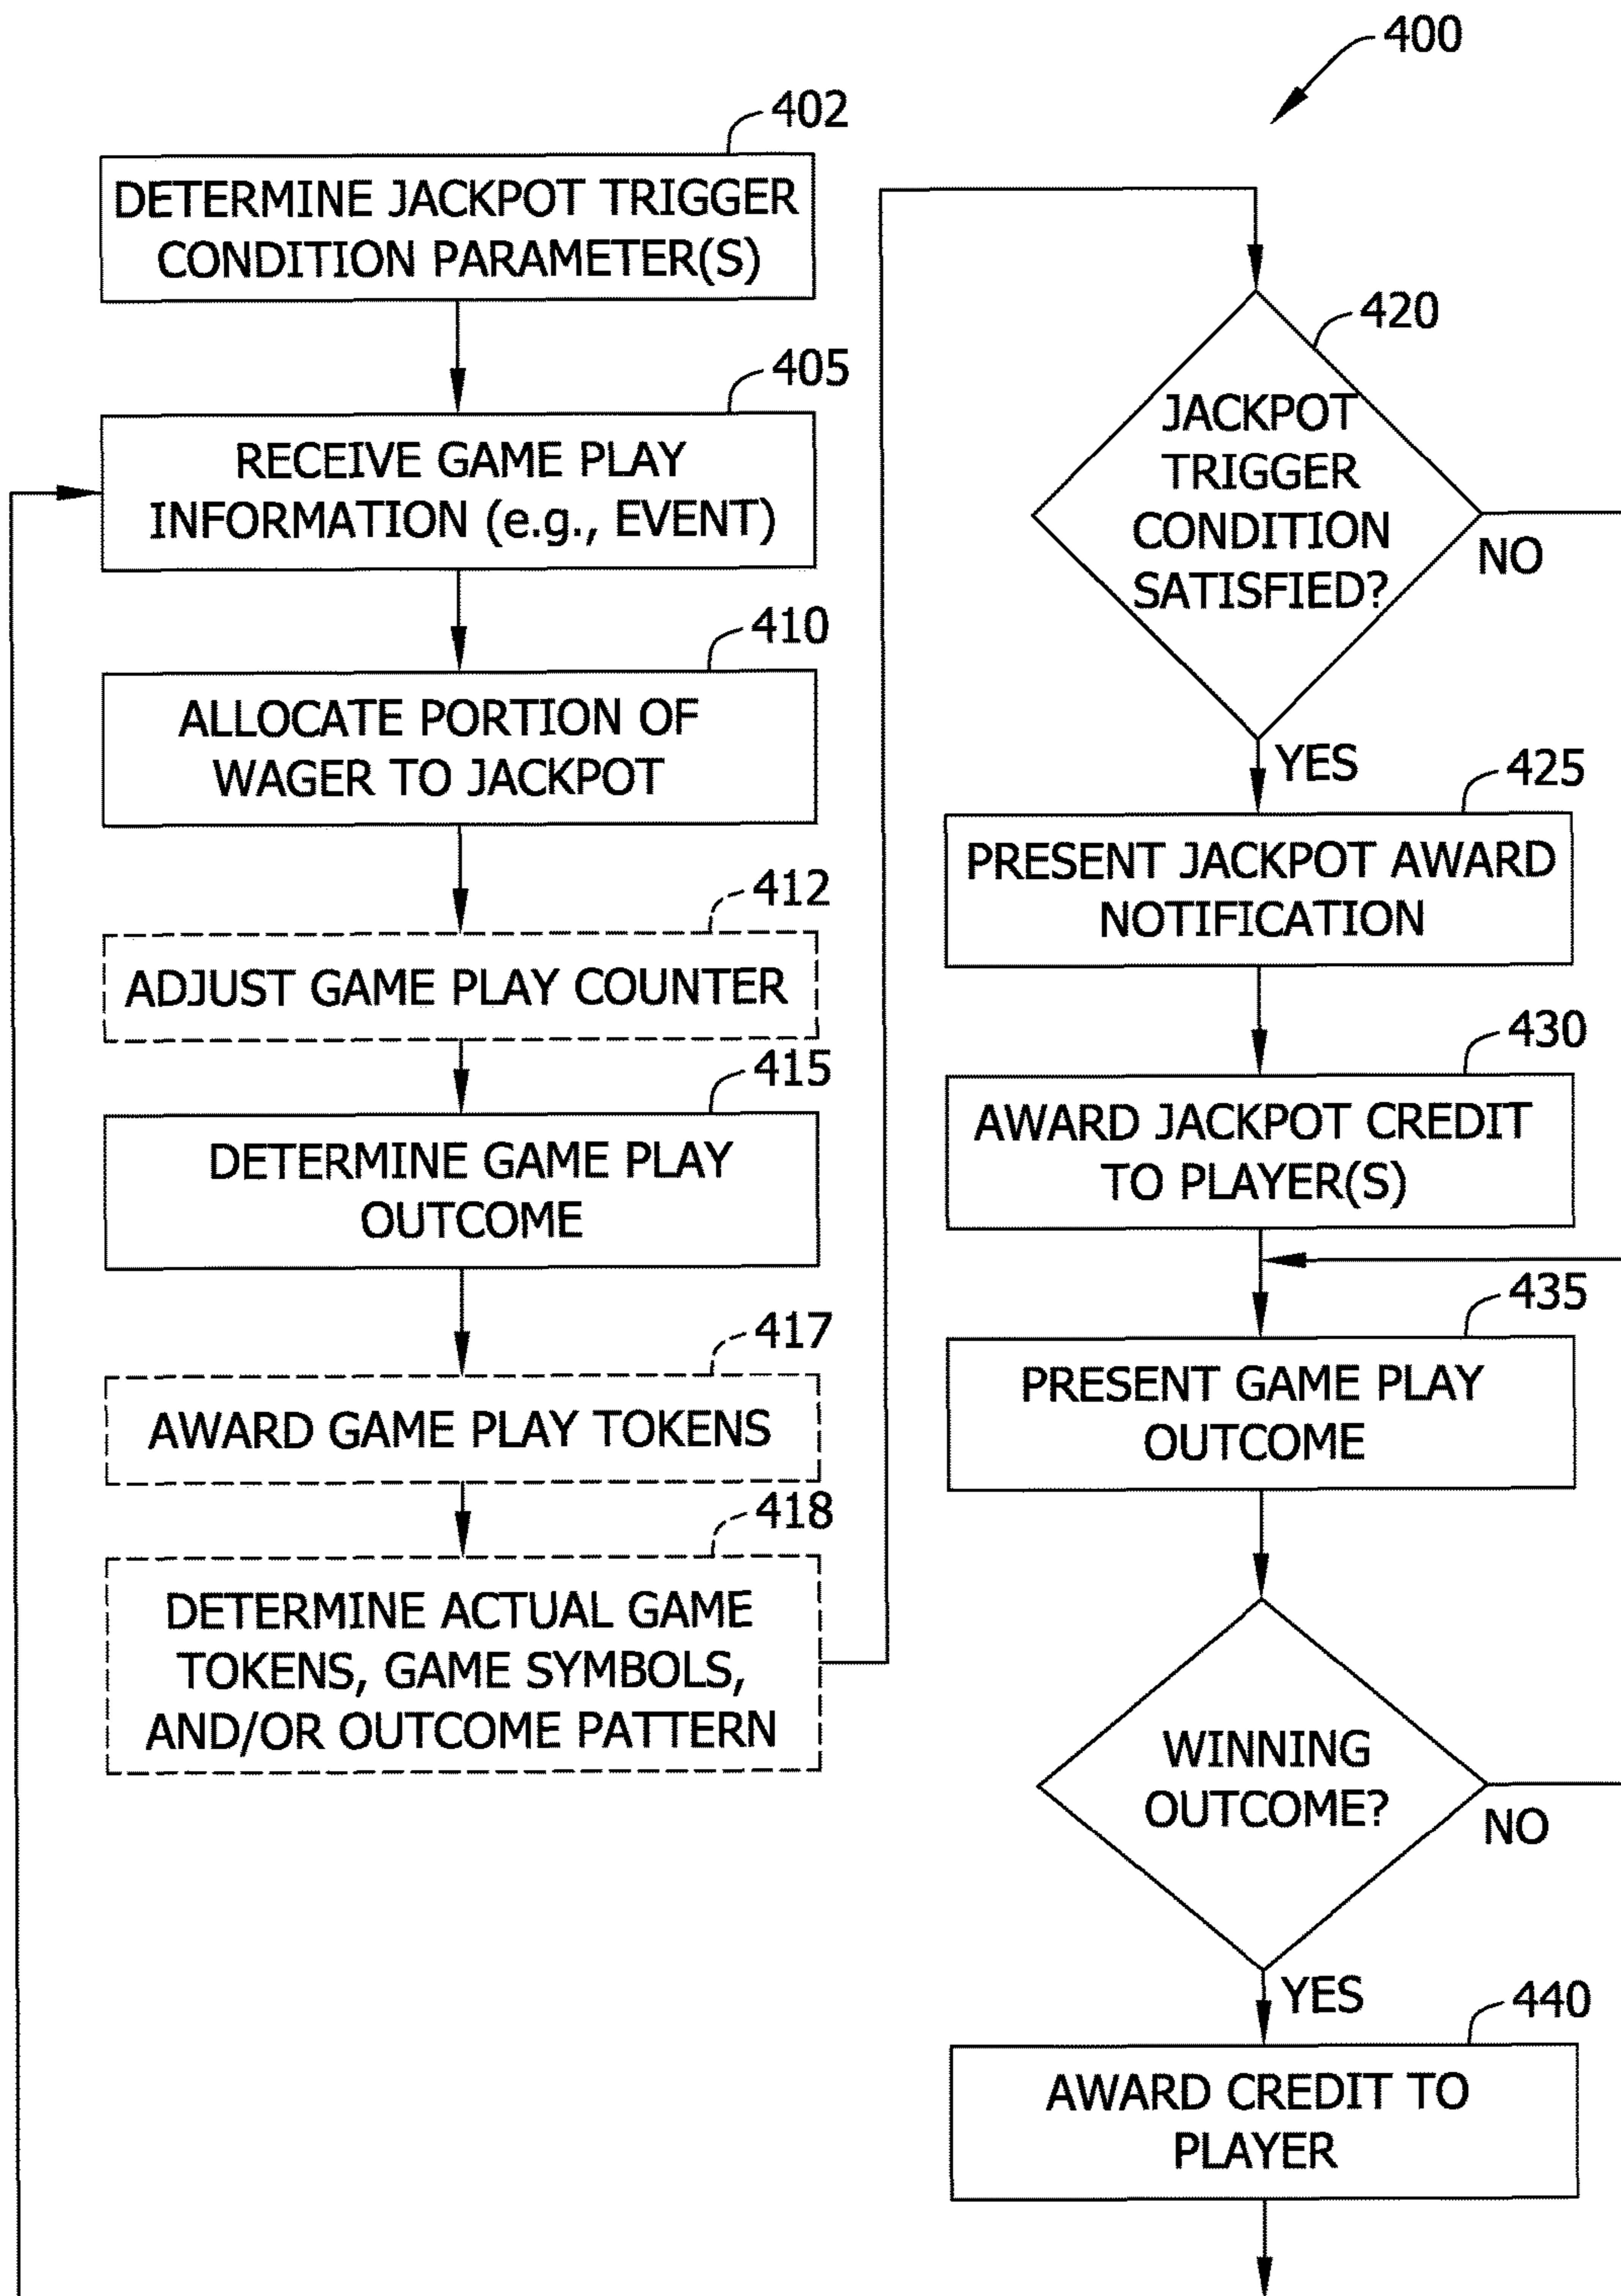 400
402
DETERMINE JACKPOT TRIGGER
CONDITION PARAMETER(S)
405
RECEIVE GAME PLAY
INFORMATION (e.g., EVENT)
410
ALLOCATE PORTION OF
WAGER TO JACKPOT
412
ADJUST GAME PLAY COUNTER
415
DETERMINE GAME PLAY
OUTCOME
417
AWARD GAME PLAY TOKENS
418
DETERMINE ACTUAL GAME
TOKENS, GAME SYMBOLS,
AND/OR OUTCOME PATTERN
420
JACKPOT
TRIGGER
CONDITION
SATISFIED?
NO
YES
425
PRESENT JACKPOT AWARD
NOTIFICATION
430
AWARD JACKPOT CREDIT
TO PLAYER(S)
435
PRESENT GAME PLAY
OUTCOME
WINNING
OUTCOME?
NO
YES
440
AWARD CREDIT TO
PLAYER